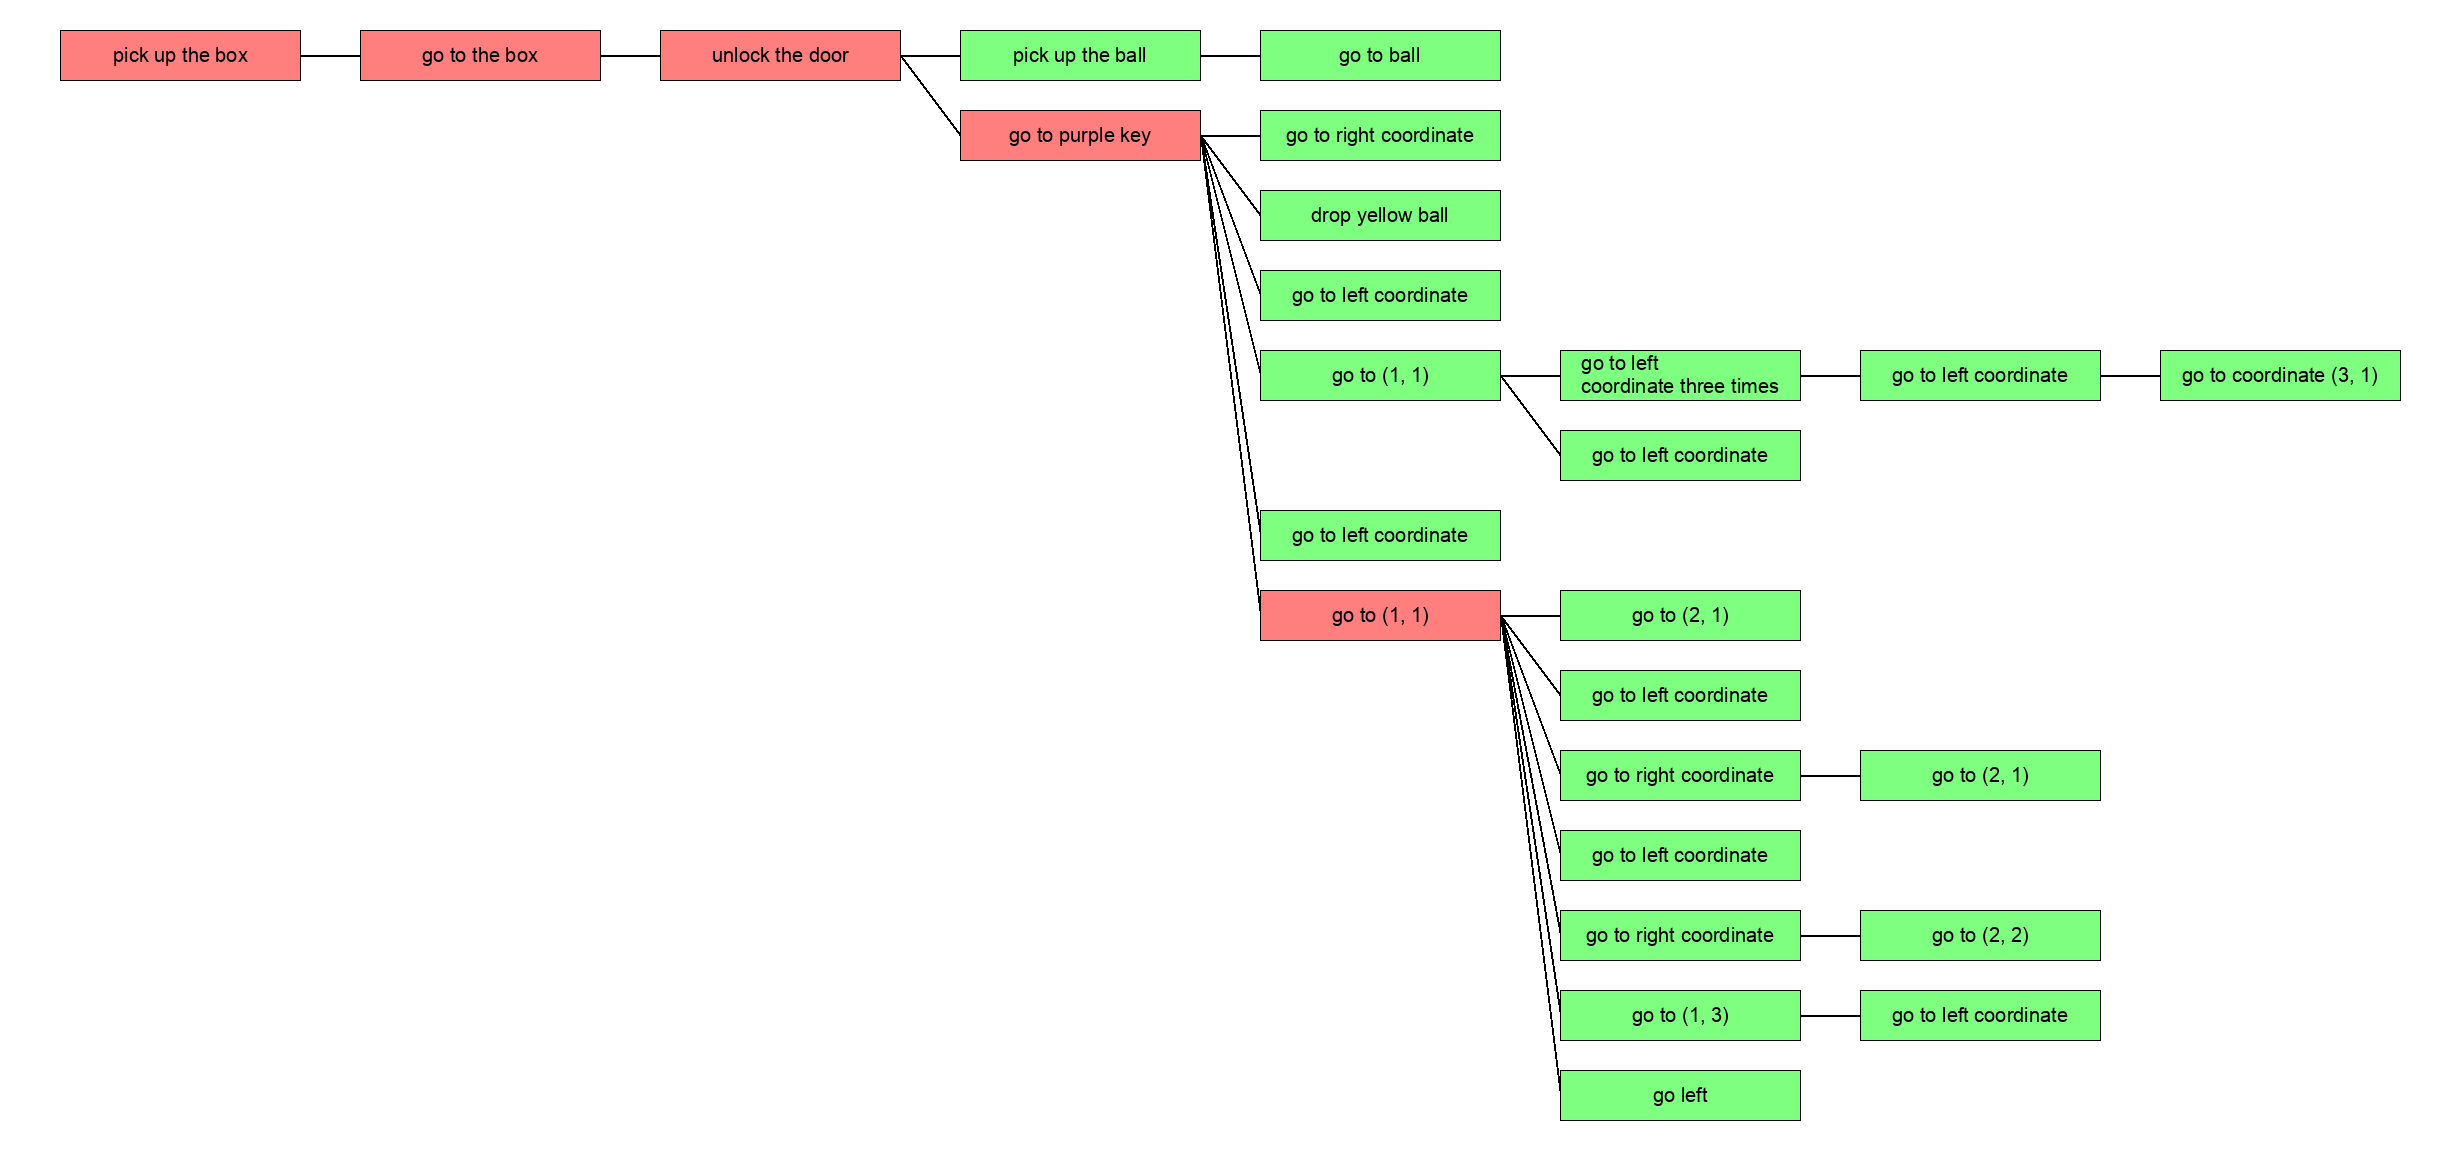 pick up the box
go to the box
unlock the door
pick up the ball
go to ball
go to purple key
go to right coordinate
drop yellow ball
go to left coordinate
go to (1, 1)
go to left
coordinate three times
go to left coordinate
go to coordinate (3, 1)
go to left coordinate
go to left coordinate
go to (1, 1)
go to (2, 1)
go to left coordinate
go to right coordinate
go to (2, 1)
go to left coordinate
go to right coordinate
go to (2, 2)
go to (1, 3)
go to left coordinate
go left